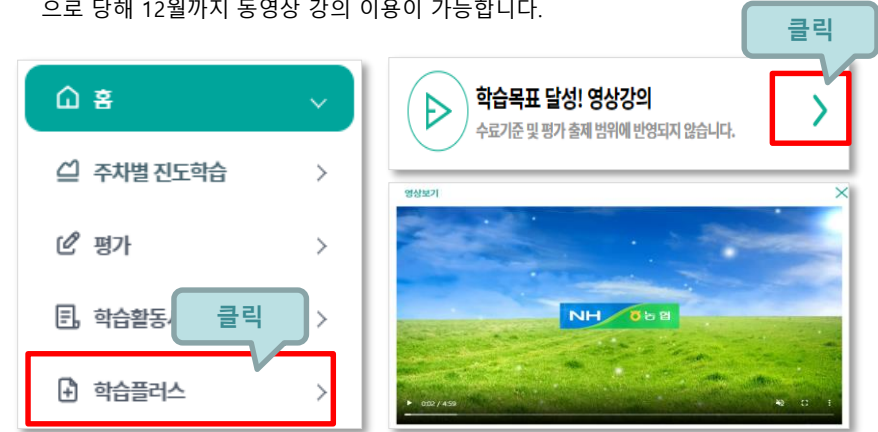 으로 당해 12월까지 동영상 강의 이용이 가능합니다.
클릭
홈
주차별 진도학습
평가
학습활동
클릭
학습플러스
학습목표 달성! 영상강의
수료기준 및 평가 출제 범위에 반영되지 않습니다.
영상보기
NH 농협
0:02 / 4:59